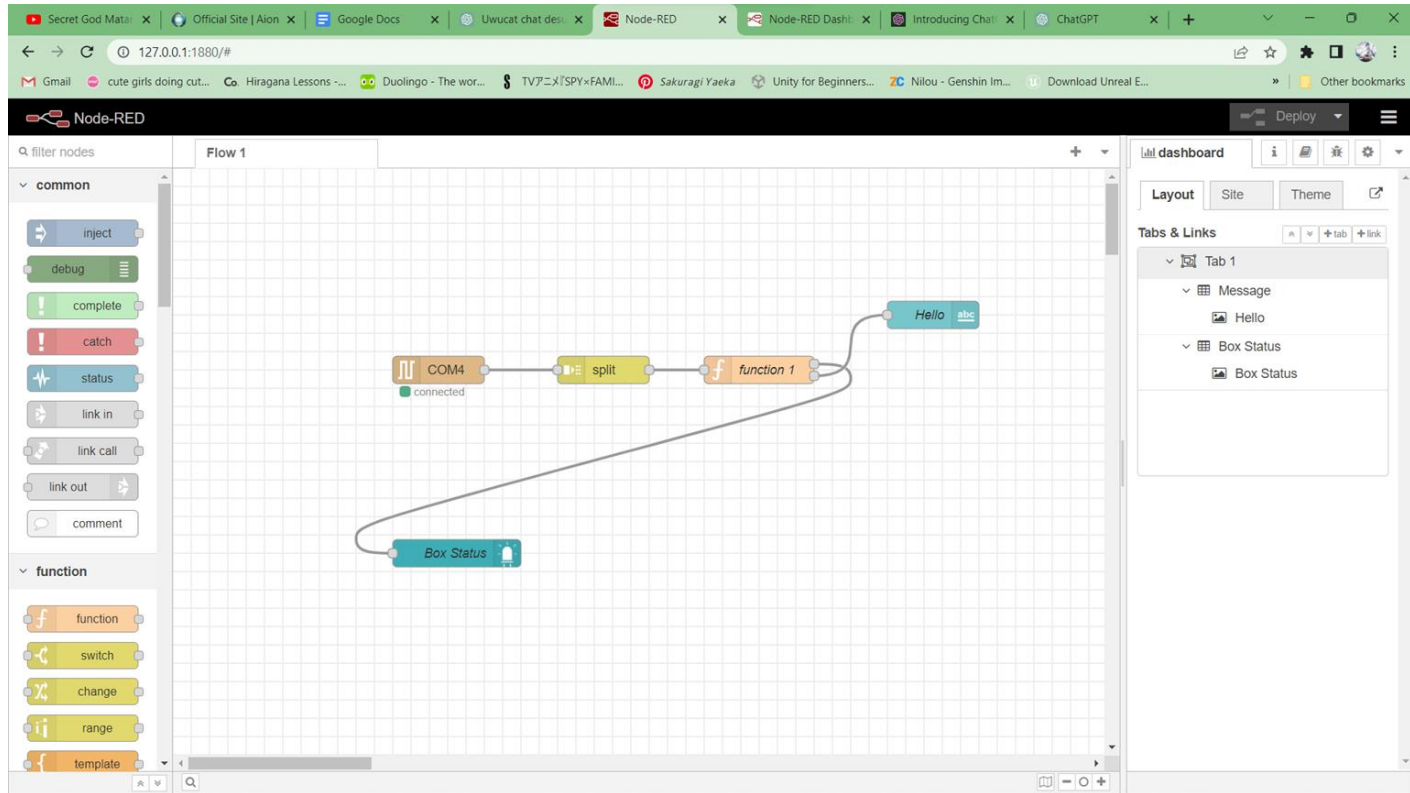 Secret God Matar
Official Site | Aion
Google Docs
Uwucat chat desu
Node-RED
Node-RED Dashb
Introducing Chat
ChatGPT
127.0.0.1:1880/#
Gmail
cute girls doing cut...
Co. Hiragana Lessons -...
Duolingo - The wor...
TVアニメ『SPY×FAMI...
Sakuragi Yaeka
Unity for Beginners...
ZC Nilou - Genshin Im...
Download Unreal E...
»
Other bookmarks
Node-RED
Deploy
filter nodes
Flow 1
dashboard
i
common
Layout
Site
Theme
Tabs & Links
+tab
+link
inject
debug
complete
catch
status
link in
link call
link out
comment
function
function
switch
change
range
template
Hello abc
COM4
connected
split
f function 1
Box Status
Tab 1
Message
Hello
Box Status
Box Status